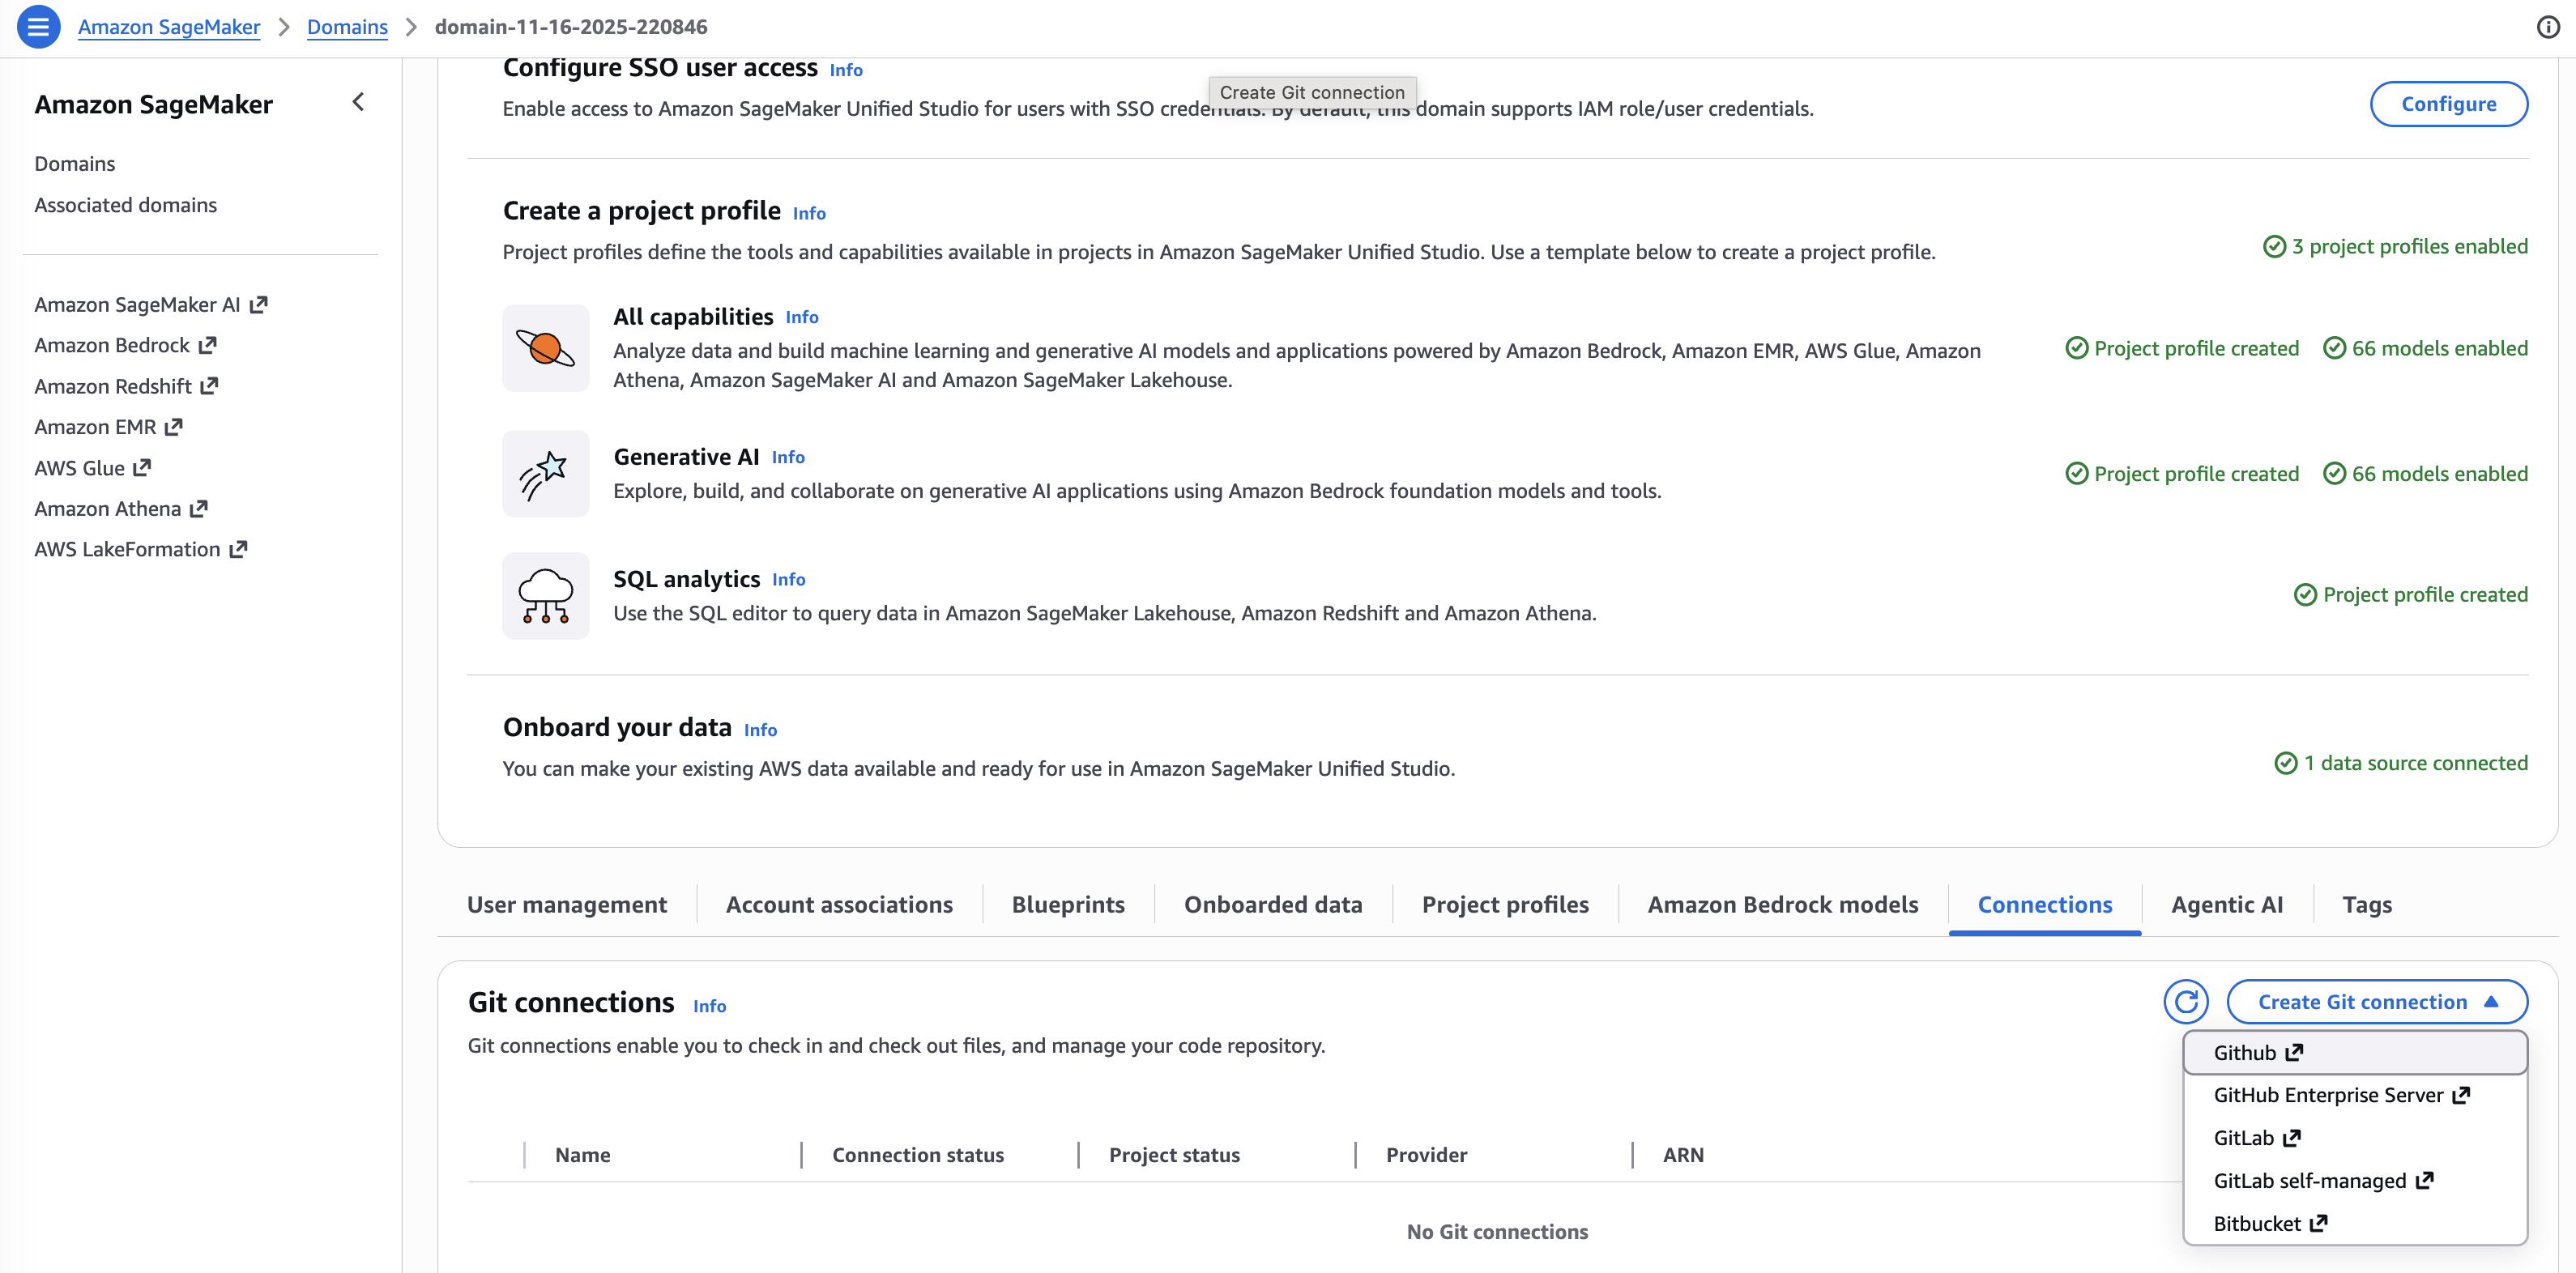 Amazon SageMaker > Domains > domain-11-16-2025-220846
Amazon SageMaker
Domains
Associated domains
Amazon SageMaker AI
Amazon Bedrock
Amazon Redshift
Amazon EMR
AWS Glue
Amazon Athena
AWS LakeFormation
Configure SSO user access Info
Create Git connection
Enable access to Amazon SageMaker Unified Studio for users with SSO credentials. By default, this domain supports IAM role/user credentials.
Configure
Create a project profile Info
Project profiles define the tools and capabilities available in projects in Amazon SageMaker Unified Studio. Use a template below to create a project profile.
3 project profiles enabled
All capabilities Info
Analyze data and build machine learning and generative AI models and applications powered by Amazon Bedrock, Amazon EMR, AWS Glue, Amazon
Athena, Amazon SageMaker AI and Amazon SageMaker Lakehouse.
Project profile created 66 models enabled
Generative AI Info
Explore, build, and collaborate on generative AI applications using Amazon Bedrock foundation models and tools.
Project profile created 66 models enabled
SQL analytics Info
Use the SQL editor to query data in Amazon SageMaker Lakehouse, Amazon Redshift and Amazon Athena.
Project profile created
Onboard your data Info
You can make your existing AWS data available and ready for use in Amazon SageMaker Unified Studio.
1 data source connected
User management Account associations Blueprints Onboarded data Project profiles Amazon Bedrock models Connections Agentic AI Tags
Git connections Info
Git connections enable you to check in and check out files, and manage your code repository.
Create Git connection
Github
GitHub Enterprise Server
GitLab
GitLab self-managed
Bitbucket
Name Connection status Project status Provider ARN
No Git connections